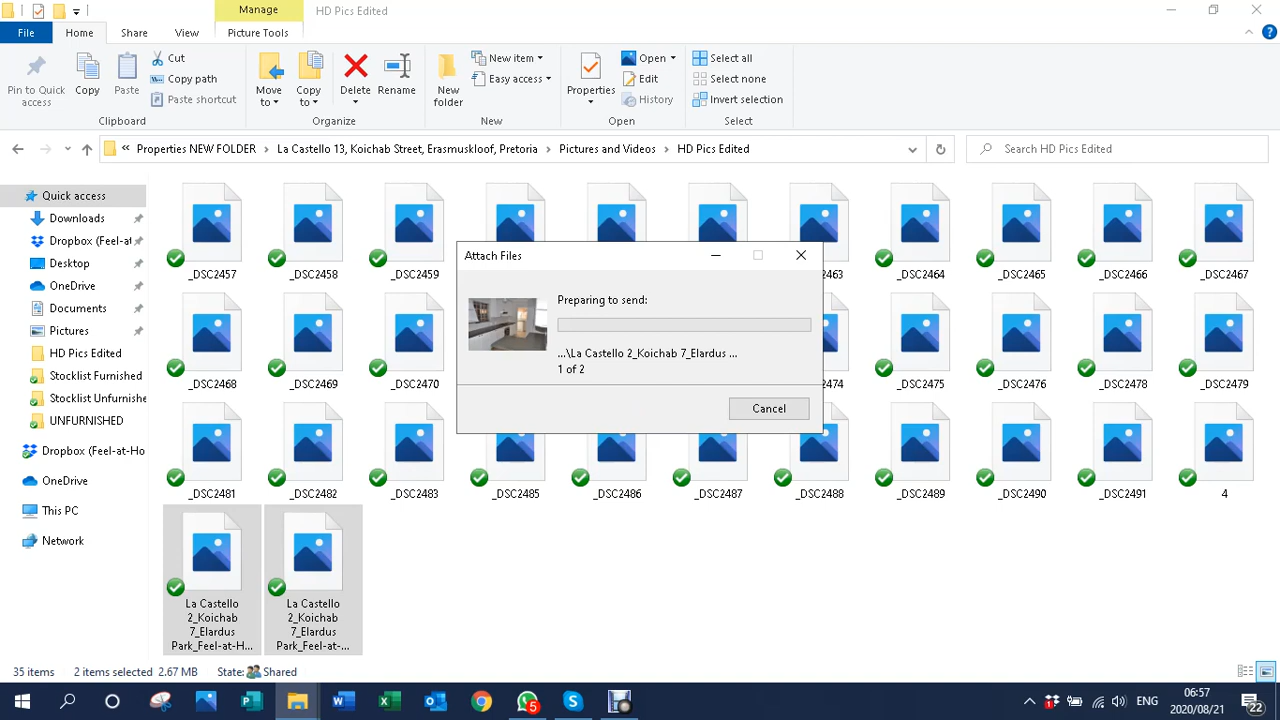 Manage
HD Pics Edited
File
Home
Share
View
Picture Tools
Pin to Quick access
Copy
Paste
Cut
Copy path
Paste shortcut
Clipboard
Move to
Copy to
Delete
Rename
Organize
New folder
New item
Easy access
New
Properties
Open
Edit
History
Open
Select all
Select none
Invert selection
Select
« Properties NEW FOLDER > La Castello 13, Koichab Street, Erasmuskloof, Pretoria > Pictures and Videos > HD Pics Edited
Search HD Pics Edited
Quick access
Downloads
Dropbox (Feel-at
Desktop
OneDrive
Documents
Pictures
HD Pics Edited
Stocklist Furnished
Stocklist Unfurnishe
UNFURNISHED
Dropbox (Feel-at-Ho
OneDrive
This PC
Network
_DSC2457
_DSC2458
_DSC2459
2463
_DSC2464
_DSC2465
_DSC2466
_DSC2467
_DSC2468
_DSC2469
_DSC2470
2474
_DSC2475
_DSC2476
_DSC2478
_DSC2479
_DSC2481
_DSC2482
_DSC2483
_DSC2485
_DSC2486
_DSC2487
_DSC2488
_DSC2489
_DSC2490
_DSC2491
4
La Castello
2_Koichab
7_Elardus
Park_Feel-at-H...
La Castello
2_Koichab
7_Elardus
Park_Feel-at-...
Attach Files
Preparing to send:
...\La Castello 2_Koichab 7_Elardus ...
1 of 2
Cancel
35 items
2 items selected 2.67 MB
State: Shared
5
1
ENG
06:57
2020/08/21
22